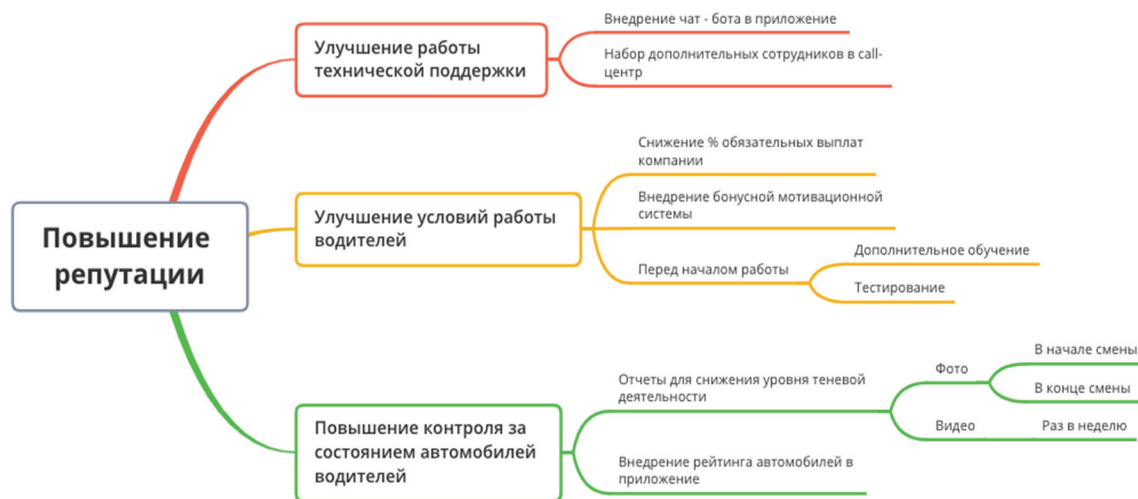 Внедрение чат - бота в приложение
Улучшение работы
технической поддержки
Набор дополнительных сотрудников в call-
центр
Снижение % обязательных выплат
компании
Улучшение условий работы
водителей
Внедрение бонусной мотивационной
системы
Повышение
репутации
Перед началом работы
Дополнительное обучение
Тестирование
Отчеты для снижения уровня теневой
деятельности
Фото
В начале смены
В конце смены
Видео
Раз в неделю
Повышение контроля за
состоянием автомобилей
водителей
Внедрение рейтинга автомобилей в
приложение